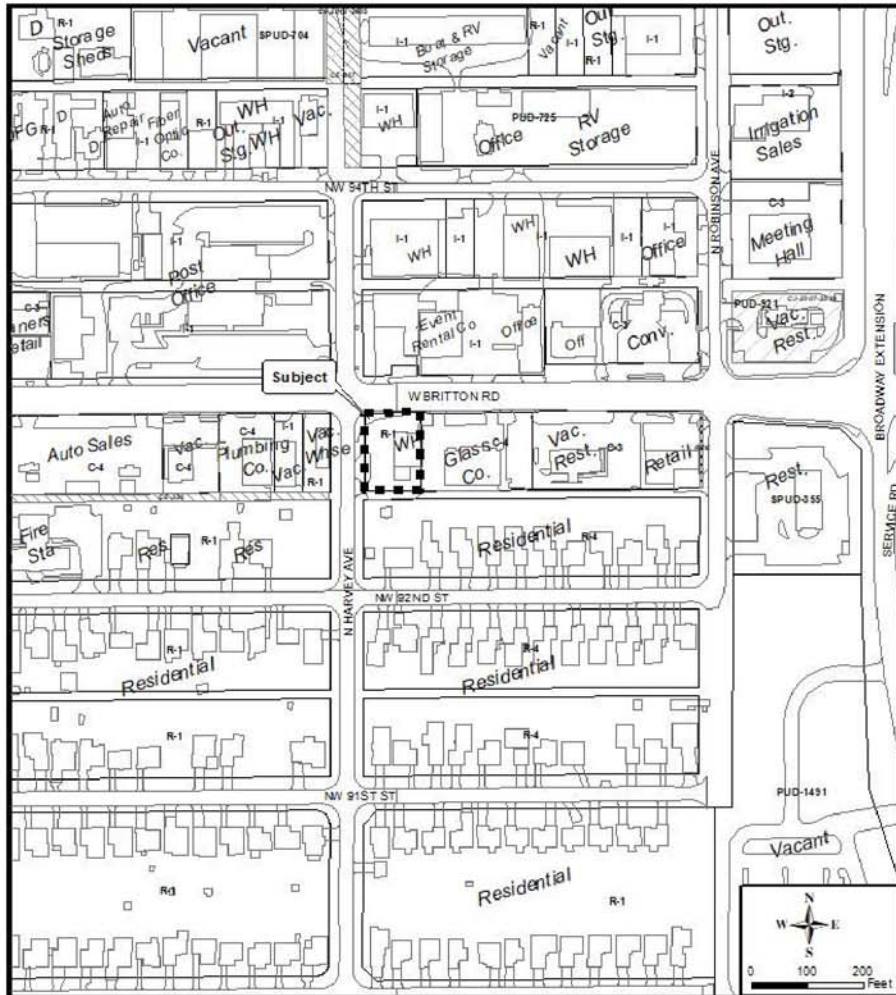 D
R-1
Storage
Sheds
Vacant
SPUD-704
I-1
Boat & RV
Storage
R-1
Vacant
I-1
Out.
Stg.
I-1
R-1
I-1
Out.
Stg.
R-1
D
D
Auto
Repair
I-1
Fiber
Optic
Co.
R-1
WH
Out.
Stg.
WH
I-1
Vac.
I-1
WH
PUD-725
Office
RV
Storage
I-2
Irrigation
Sales
NW 94TH ST
N ROBINSON AVE
I-1
Post
Office
I-1
WH
I-1
WH
I-1
WH
I-1
I-1
Office
C-3
Meeting
Hall
C-3
Event
Rental Co
I-1
Office
Off
C-3
Conv.
PUD-921
Vac.
Rest.
BROADWAY EXTENSION
Subject
W BRITTON RD
Auto Sales
C-4
Vac
C-4
C-4
Plumbing
Co.
I-1
Vac.
Vac.
Whse
R-1
R-1
WH
Glass
C-4
Co.
Vac.
Rest.
C-3
Retail
Rest.
SPUD-355
SERVICE RD
Fire
Sta
Res
R-1
Res
Residential
R-4
N HARVEY AVE
NW 92ND ST
R-1
Residential
R-4
Residential
R-1
R-4
NW 91ST ST
PUD-1491
Vacant
R-1
Residential
R-1
N
W
E
S
0
100
200
Feet